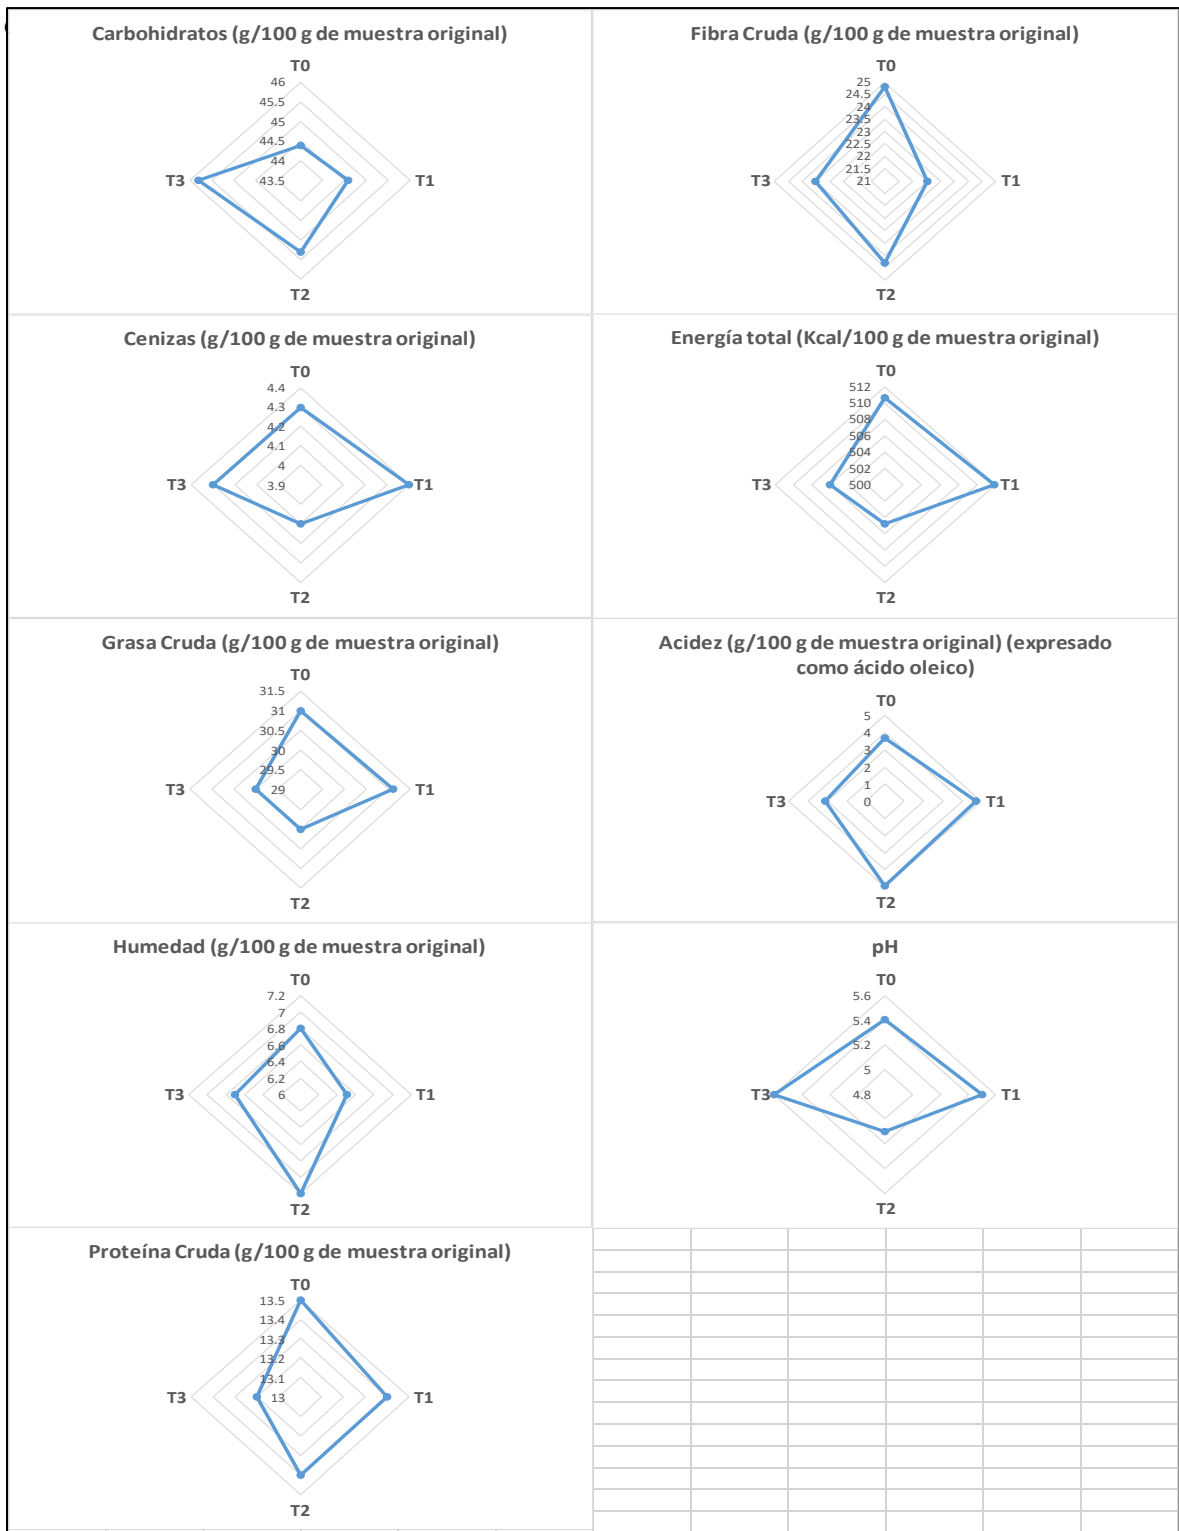 Carbohidratos (g/100 g de muestra original)
T0
46
45.5
45
44.5
44
43.5
T3
T1
T2
Fibra Cruda (g/100 g de muestra original)
T0
25
24.5
24
23.5
23
22.5
22
21.5
21
T3
T1
T2
Cenizas (g/100 g de muestra original)
T0
4.4
4.3
4.2
4.1
4
3.9
T3
T1
T2
Energía total (Kcal/100 g de muestra original)
T0
512
510
508
506
504
502
500
T3
T1
T2
Grasa Cruda (g/100 g de muestra original)
T0
31.5
31
30.5
30
29.5
29
T3
T1
T2
Acidez (g/100 g de muestra original) (expresado
como ácido oleico)
T0
5
4
3
2
1
0
T3
T1
T2
Humedad (g/100 g de muestra original)
T0
7.2
7
6.8
6.6
6.4
6.2
6
T3
T1
T2
pH
T0
5.6
5.4
5.2
5
4.8
T3
T1
T2
Proteína Cruda (g/100 g de muestra original)
T0
13.5
13.4
13.3
13.2
13.1
13
T3
T1
T2